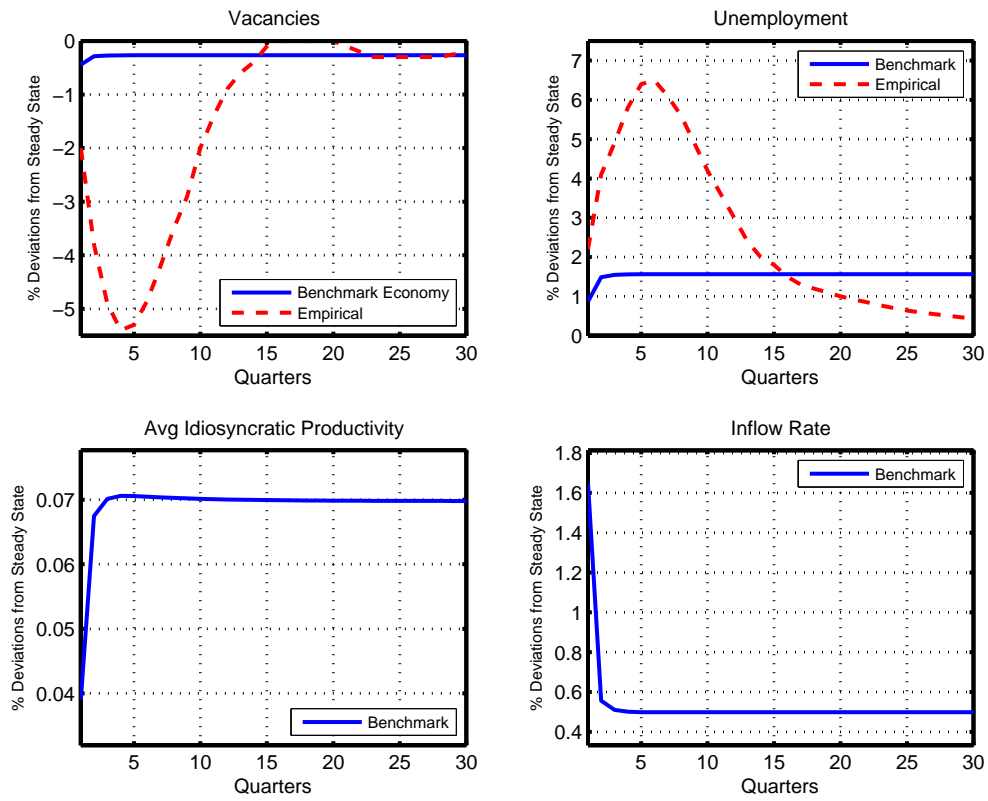 Vacancies
% Deviations from Steady State
0
−1
−2
−3
−4
−5
5 10 15 20 25 30
Quarters
Benchmark Economy
Empirical
Unemployment
% Deviations from Steady State
7
6
5
4
3
2
1
0
5 10 15 20 25 30
Quarters
Benchmark
Empirical
Avg Idiosyncratic Productivity
% Deviations from Steady State
0.07
0.06
0.05
0.04
5 10 15 20 25 30
Quarters
Benchmark
Inflow Rate
% Deviations from Steady State
1.8
1.6
1.4
1.2
1
0.8
0.6
0.4
5 10 15 20 25 30
Quarters
Benchmark